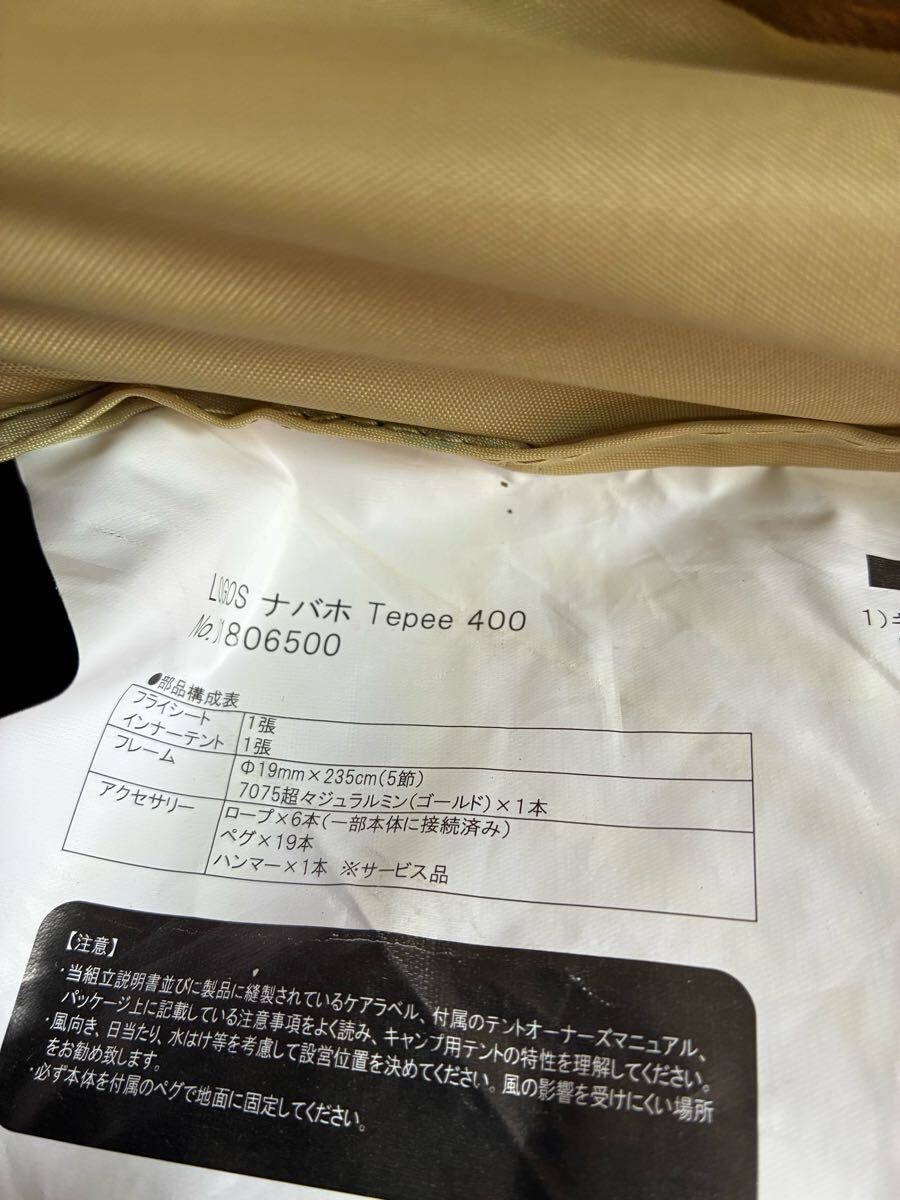 LOGOS ナバホ Tepee 400
No.71806500
●部品構成表
フライシート 1張
インナーテント 1張
フレーム Φ19mm×235cm(5節)
7075超々ジュラルミン(ゴールド)×1本
アクセサリー ロープ×6本(一部本体に接続済み)
ペグ×19本
ハンマー×1本 ※サービス品
【注意】
・当組立説明書並びに製品に縫製されているケアラベル、付属のテントオーナーズマニュアル、
パッケージ上に記載している注意事項をよく読み、キャンプ用テントの特性を理解してください。
・風向き、日当たり、水はけ等を考慮して設営位置を決めてください。風の影響を受けにくい場所
をお勧め致します。
・必ず本体を付属のペグで地面に固定してください。
1)